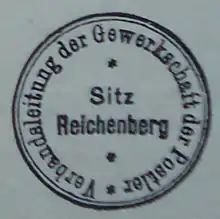 Verbandsleitung der Gewerkschaft der Postler
Sitz
Reichenberg